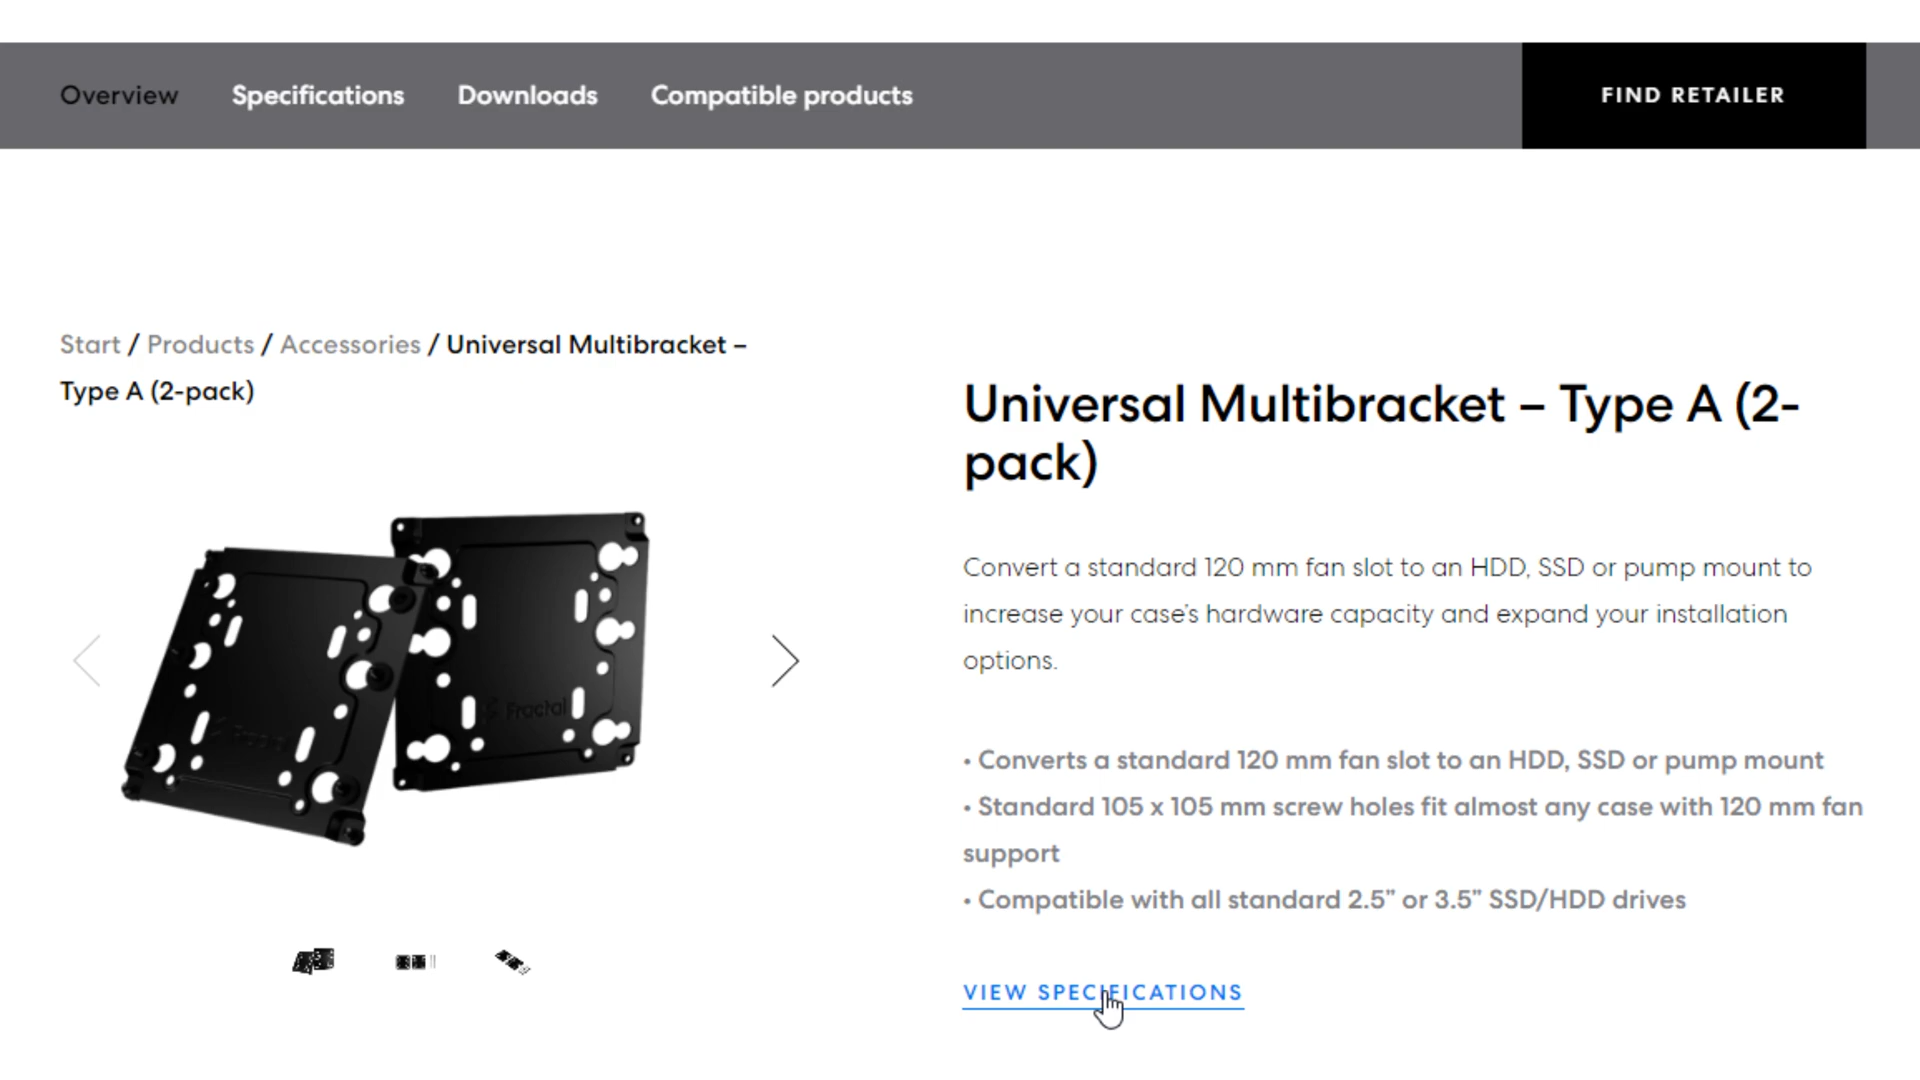 Overview Specifications Downloads Compatible products FIND RETAILER
Start / Products / Accessories / Universal Multibracket –
Type A (2-pack)
Universal Multibracket – Type A (2-
pack)
Convert a standard 120 mm fan slot to an HDD, SSD or pump mount to
increase your case's hardware capacity and expand your installation
options.
• Converts a standard 120 mm fan slot to an HDD, SSD or pump mount
• Standard 105 x 105 mm screw holes fit almost any case with 120 mm fan
support
• Compatible with all standard 2.5” or 3.5” SSD/HDD drives
VIEW SPECIFICATIONS
Fractal